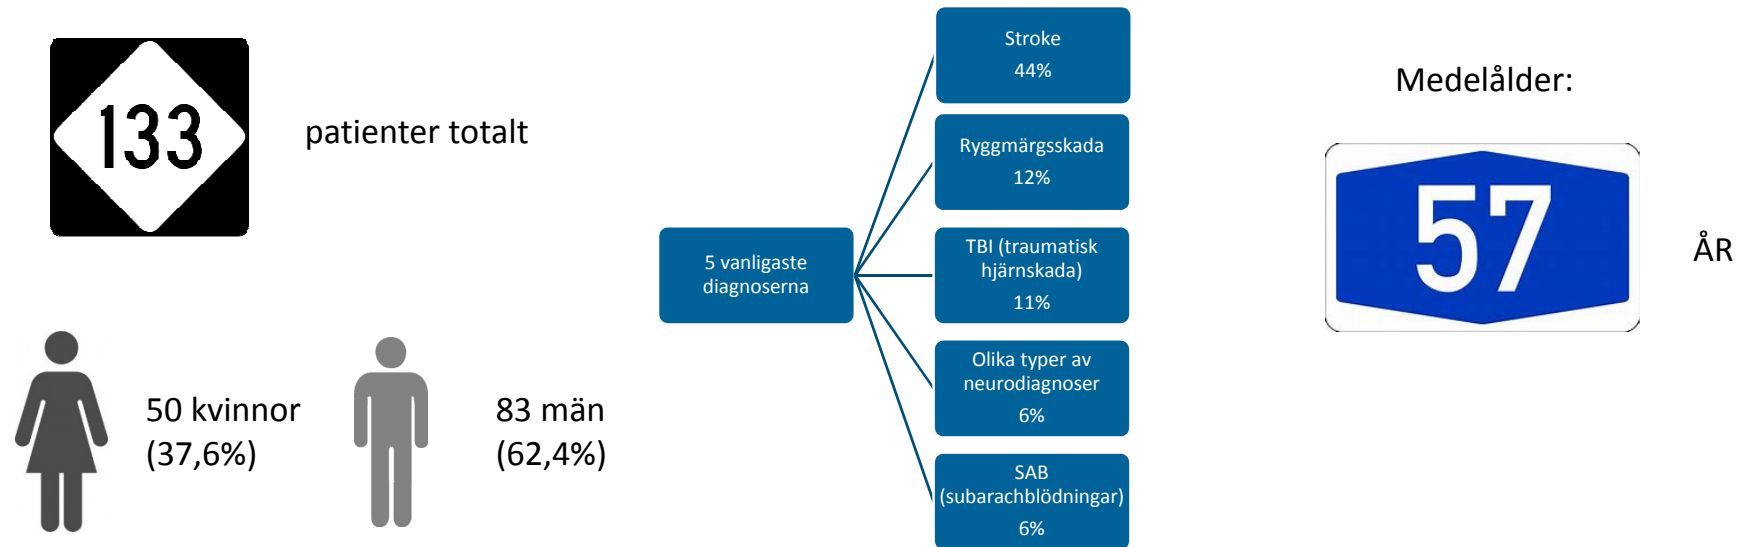 133
patienter totalt
50 kvinnor
(37,6%)
83 män
(62,4%)
5 vanligaste
diagnoserna
Stroke
44%
Ryggmärgsskada
12%
TBI (traumatisk
hjärnskada)
11%
Olika typer av
neurodiagnoser
6%
SAB
(subarachblödningar)
6%
Medelålder:
57
ÅR